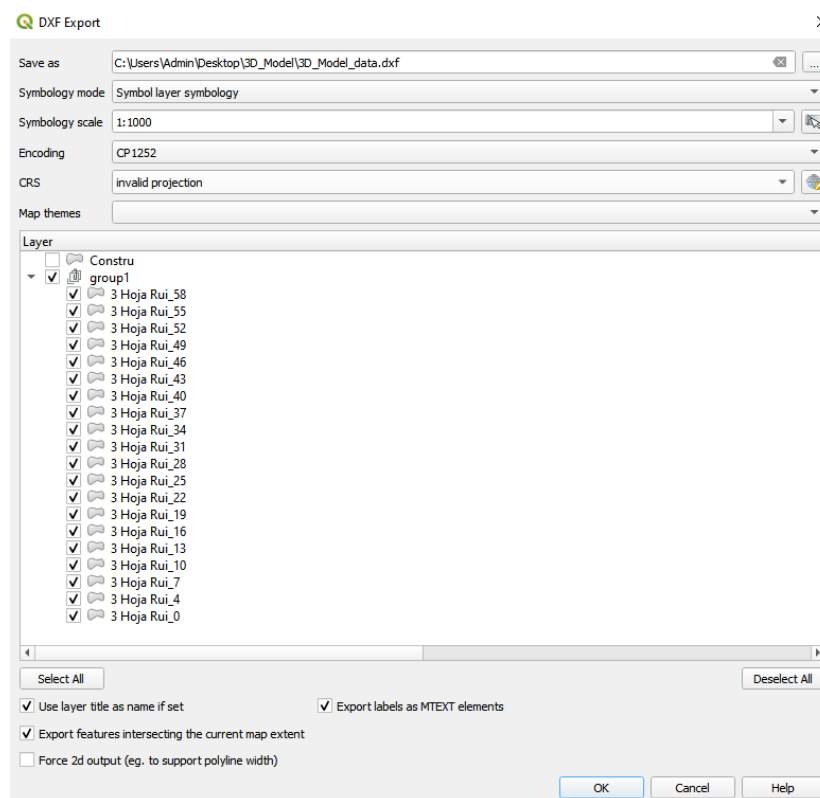 DXF Export
Save as C:\Users\Admin\Desktop\3D_Model\3D_Model_data.dxf ...
Symbology mode Symbol layer symbology
Symbology scale 1:1000
Encoding CP1252
CRS invalid projection
Map themes
Layer
Constru
group1
3 Hoja Rui_58
3 Hoja Rui_55
3 Hoja Rui_52
3 Hoja Rui_49
3 Hoja Rui_46
3 Hoja Rui_43
3 Hoja Rui_40
3 Hoja Rui_37
3 Hoja Rui_34
3 Hoja Rui_31
3 Hoja Rui_28
3 Hoja Rui_25
3 Hoja Rui_22
3 Hoja Rui_19
3 Hoja Rui_16
3 Hoja Rui_13
3 Hoja Rui_10
3 Hoja Rui_7
3 Hoja Rui_4
3 Hoja Rui_0
Select All Deselect All
Use layer title as name if set Export labels as MTEXT elements
Export features intersecting the current map extent
Force 2d output (eg. to support polyline width)
OK Cancel Help